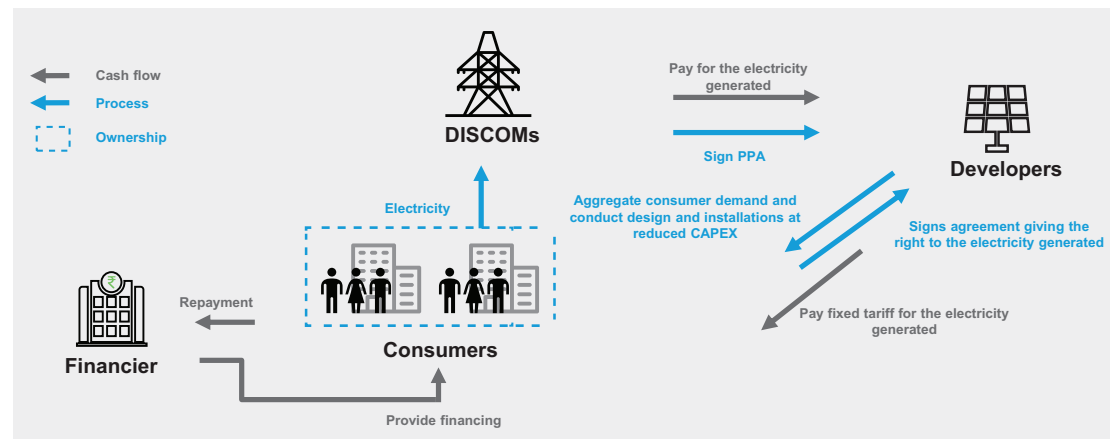 Cash flow
Process
Ownership
DISCOMs
Pay for the electricity
generated
Sign PPA
Developers
Electricity
Aggregate consumer demand and
conduct design and installations at
reduced CAPEX
Signs agreement giving the
right to the electricity generated
₹
Repayment
Financier
Consumers
Pay fixed tariff for the electricity
generated
Provide financing